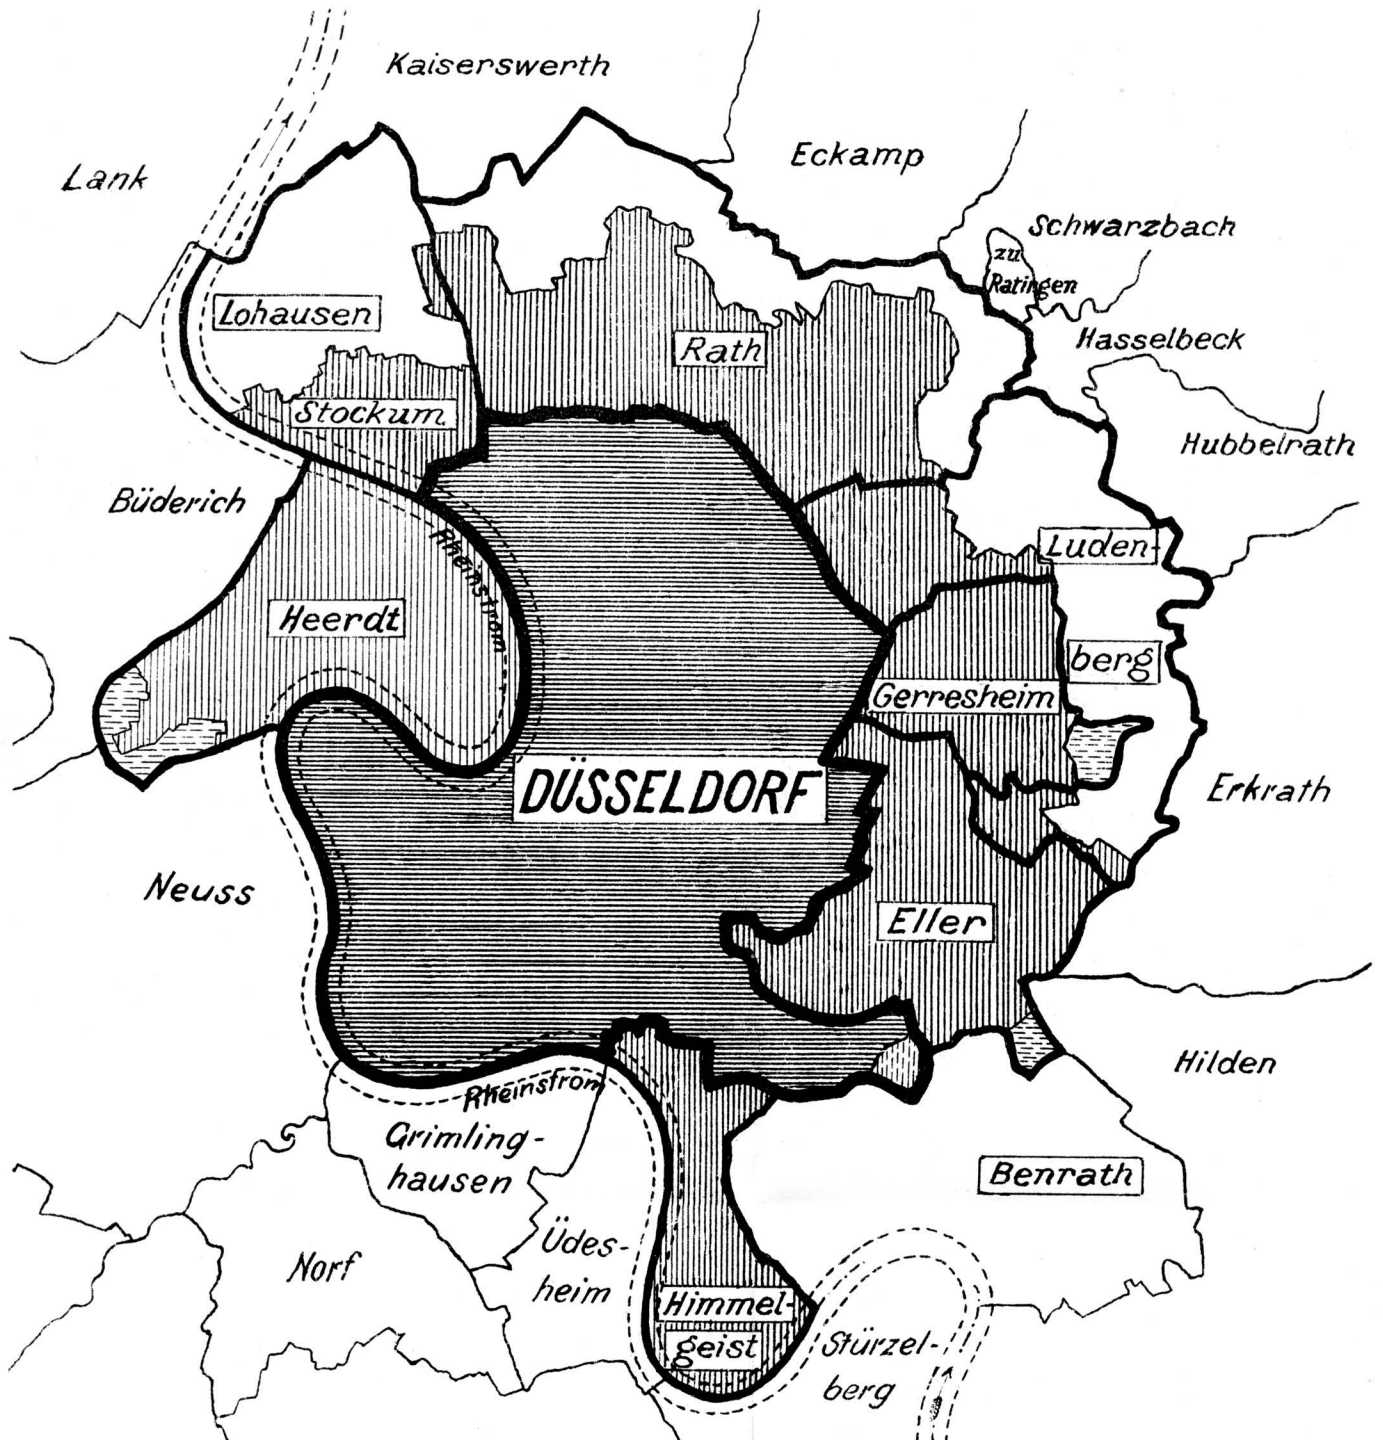 Kaiserswerth
Eckamp
Lank
Schwarzbach
zu
Ratingen
Lohausen
Hasselbeck
Rath
Stockum
Hubbelrath
Büderich
Rheinstrom
Luden-
berg
Heerdt
Gerresheim
DÜSSELDORF
Erkrath
Neuss
Eller
Hilden
Rheinstrom
Grimling-
hausen
Benrath
Üdes-
heim
Norf
Himmel-
geist
Stürzel-
berg